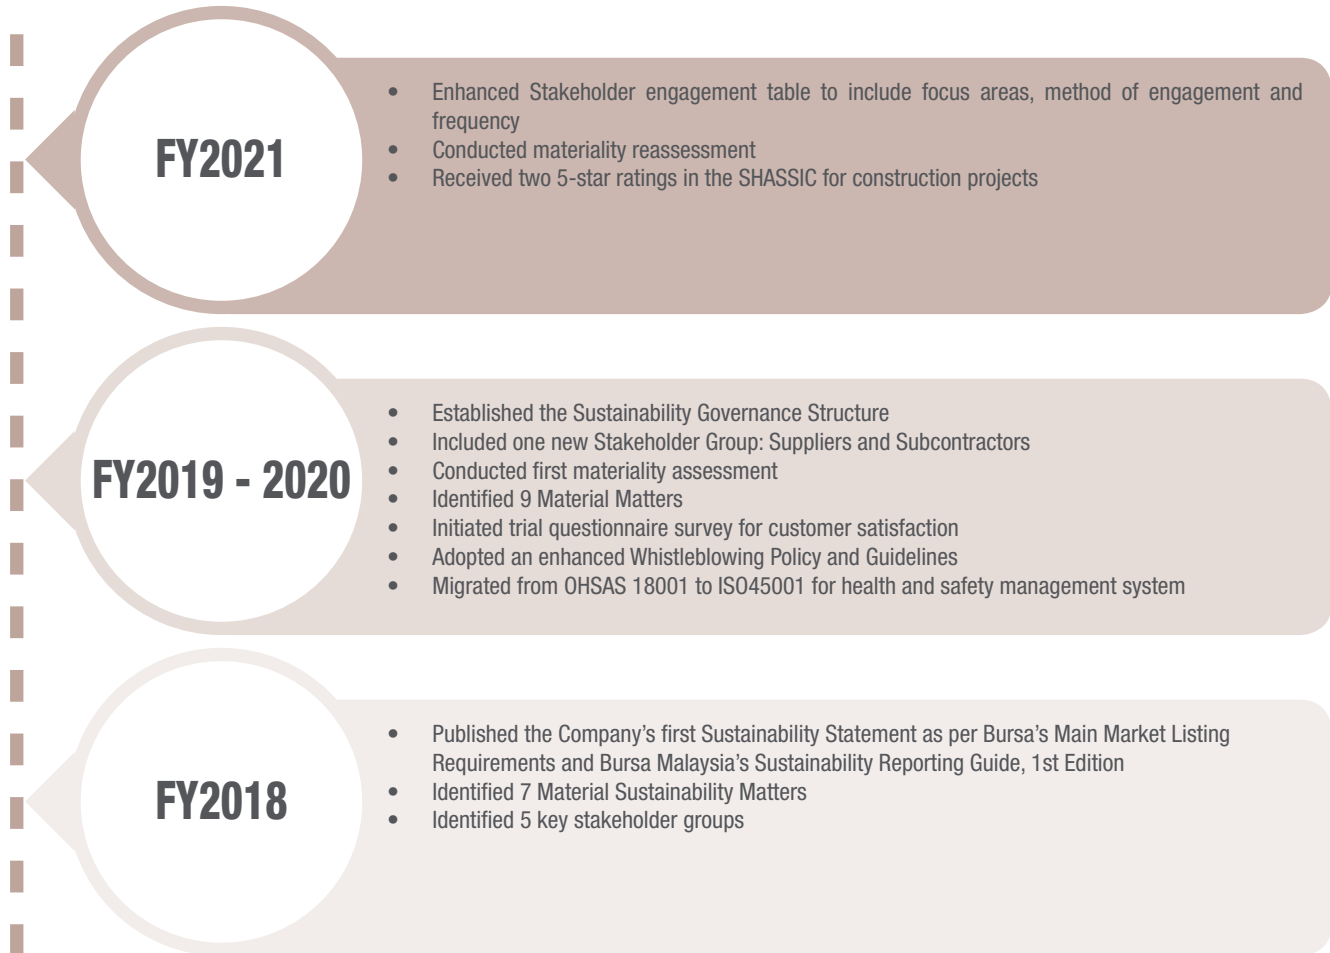 FY2021
• Enhanced Stakeholder engagement table to include focus areas, method of engagement and
frequency
• Conducted materiality reassessment
• Received two 5-star ratings in the SHASSIC for construction projects
FY2019 - 2020
• Established the Sustainability Governance Structure
• Included one new Stakeholder Group: Suppliers and Subcontractors
• Conducted first materiality assessment
• Identified 9 Material Matters
• Initiated trial questionnaire survey for customer satisfaction
• Adopted an enhanced Whistleblowing Policy and Guidelines
• Migrated from OHSAS 18001 to ISO45001 for health and safety management system
FY2018
• Published the Company's first Sustainability Statement as per Bursa's Main Market Listing
Requirements and Bursa Malaysia's Sustainability Reporting Guide, 1st Edition
• Identified 7 Material Sustainability Matters
• Identified 5 key stakeholder groups